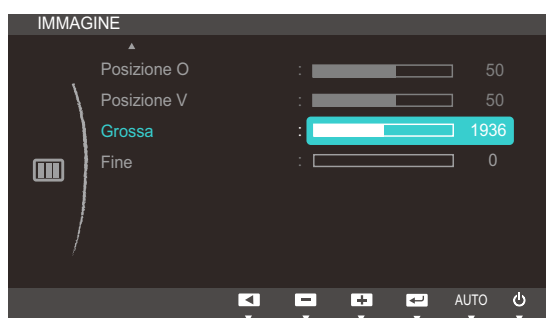 IMMAGINE
Posizione O : 50
Posizione V : 50
Grossa : 1936
Fine : 0
AUTO